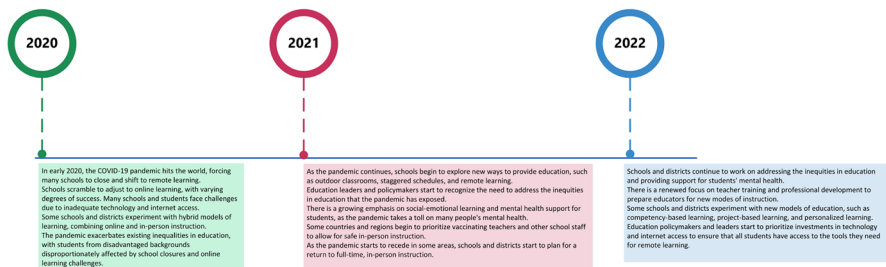 2020
2021
2022
In early 2020, the COVID-19 pandemic hits the world, forcing
many schools to close and shift to remote learning.
Schools scramble to adjust to online learning, with varying
degrees of success. Many schools and students face challenges
due to inadequate technology and internet access.
Some schools and districts experiment with hybrid models of
learning, combining online and in-person instruction.
The pandemic exacerbates existing inequalities in education,
with students from disadvantaged backgrounds
disproportionately affected by school closures and online
learning challenges.
As the pandemic continues, schools begin to explore new ways to provide education, such
as outdoor classrooms, staggered schedules, and remote learning.
Education leaders and policymakers start to recognize the need to address the inequities
in education that the pandemic has exposed.
There is a growing emphasis on social-emotional learning and mental health support for
students, as the pandemic takes a toll on many people's mental health.
Some countries and regions begin to prioritize vaccinating teachers and other school staff
to allow for safe in-person instruction.
As the pandemic starts to recede in some areas, schools and districts start to plan for a
return to full-time, in-person instruction.
Schools and districts continue to work on addressing the inequities in education
and providing support for students' mental health.
There is a renewed focus on teacher training and professional development to
prepare educators for new modes of instruction.
Some schools and districts experiment with new models of education, such as
competency-based learning, project-based learning, and personalized learning.
Education policymakers and leaders start to prioritize investments in technology
and internet access to ensure that all students have access to the tools they need
for remote learning.